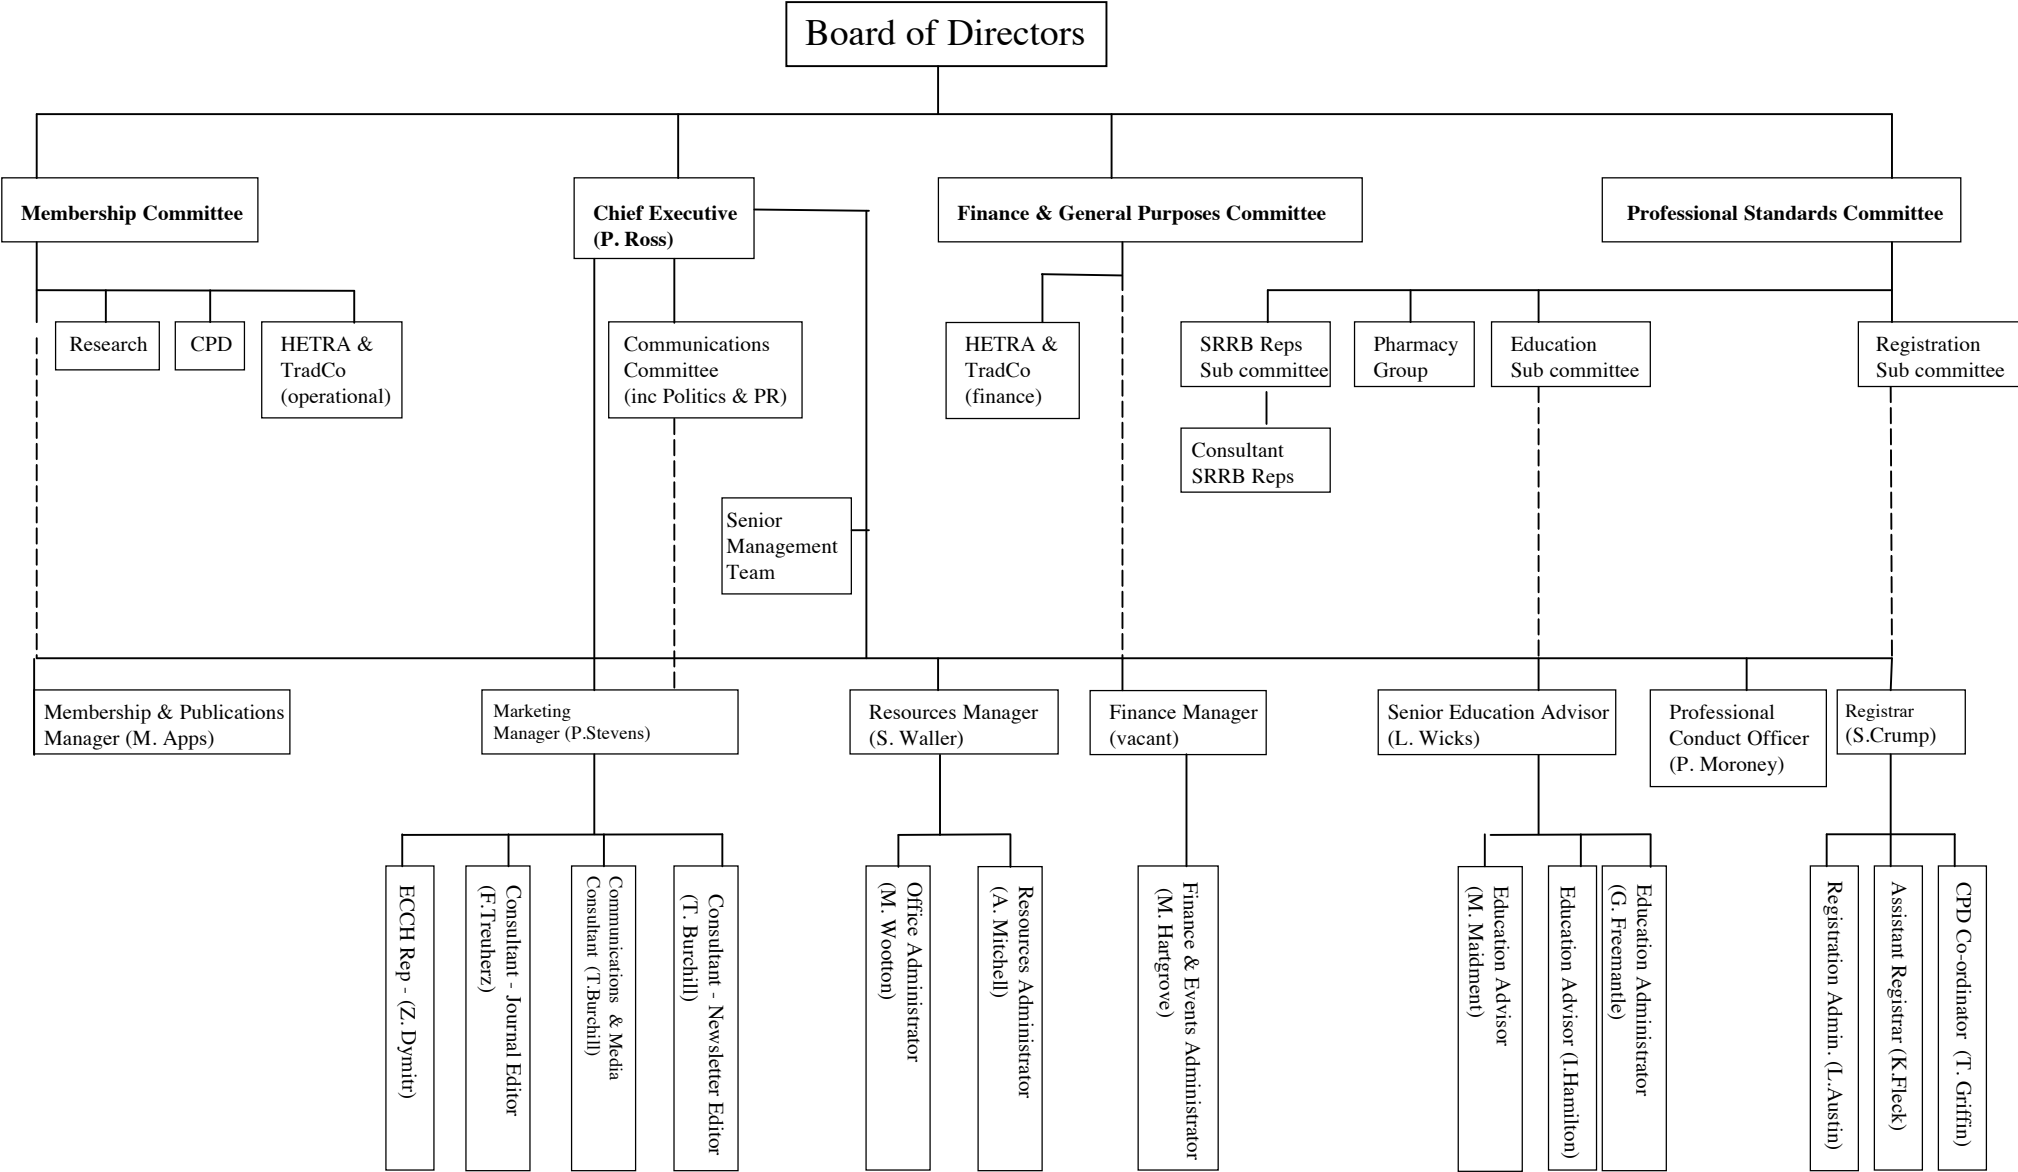 Board of Directors
Membership Committee
Chief Executive
(P. Ross)
Finance & General Purposes Committee
Professional Standards Committee
Research
CPD
HETRA &
TradCo
(operational)
Communications
Committee
(inc Politics & PR)
HETRA &
TradCo
(finance)
SRRB Reps
Sub committee
Pharmacy
Group
Education
Sub committee
Registration
Sub committee
Consultant
SRRB Reps
Senior
Management
Team
Membership & Publications
Manager (M. Apps)
Marketing
Manager (P.Stevens)
Resources Manager
(S. Waller)
Finance Manager
(vacant)
Senior Education Advisor
(L. Wicks)
Professional
Conduct Officer
(P. Moroney)
Registrar
(S.Crump)
ECCH Rep - (Z. Dymitr)
Consultant - Journal Editor
(F.Treuherz)
Communications & Media
Consultant (T.Burchill)
Consultant - Newsletter Editor
(T. Burchill)
Office Administrator
(M. Wootton)
Resources Administrator
(A. Mitchell)
Finance & Events Administrator
(M. Hartgrove)
Education Advisor
(M. Maidment)
Education Advisor (I.Hamilton)
Education Administrator
(G. Freemantle)
Registration Admin. (L.Austin)
Assistant Registrar (K.Fleck)
CPD Co-ordinator (T. Griffin)